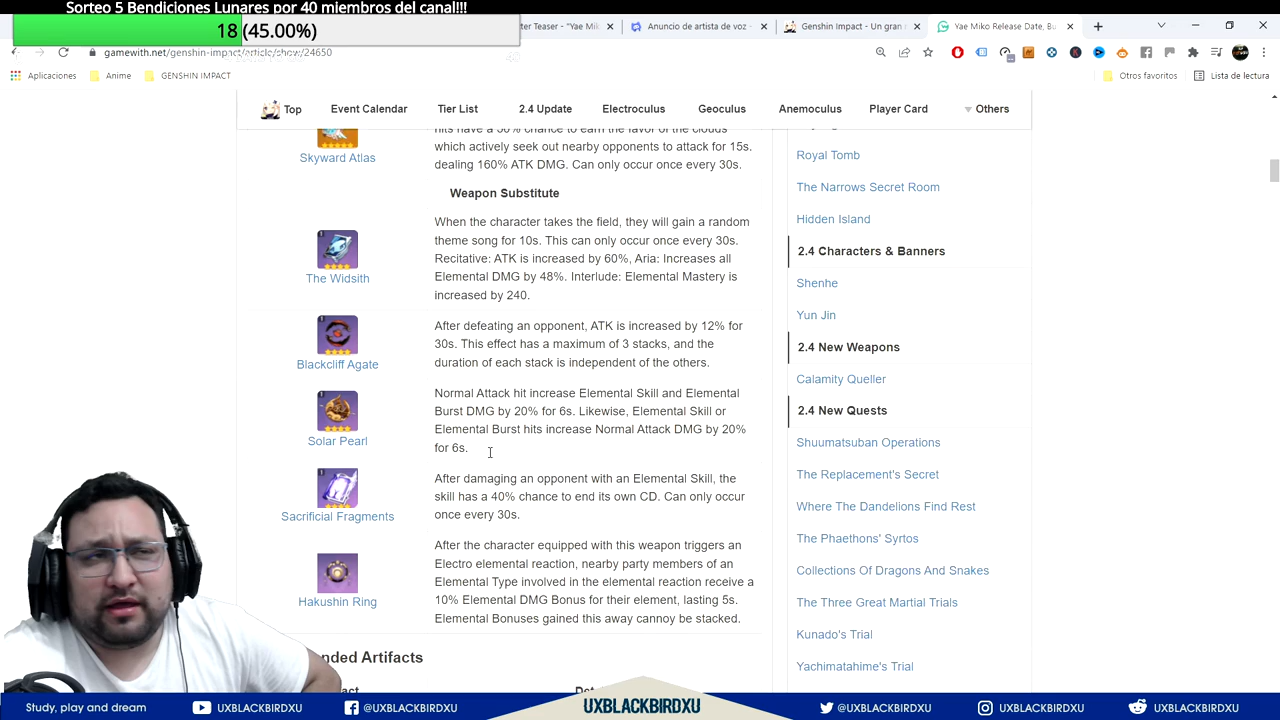 Sorteo 5 Bendiciones Lunares por 40 miembros del canal!!!
18 (45.00%)
ter Teaser - "Yae Mik
Anuncio de artista de voz -
Genshin Impact - Un gran
Yae Miko Release Date, Bu
gamewith.net/genshin-impact/article/show/24650
Aplicaciones
Anime
GENSHIN IMPACT
Otros favoritos
Lista de lectura
Top
Event Calendar
Tier List
2.4 Update
Electroculus
Geoculus
Anemoculus
Player Card
Others
hits have a 50% chance to earn the favor of the clouds
which actively seek out nearby opponents to attack for 15s.
dealing 160% ATK DMG. Can only occur once every 30s.
Skyward Atlas
Weapon Substitute
When the character takes the field, they will gain a random
theme song for 10s. This can only occur once every 30s.
Recitative: ATK is increased by 60%, Aria: Increases all
Elemental DMG by 48%. Interlude: Elemental Mastery is
increased by 240.
The Widsith
After defeating an opponent, ATK is increased by 12% for
30s. This effect has a maximum of 3 stacks, and the
duration of each stack is independent of the others.
Blackcliff Agate
Normal Attack hit increase Elemental Skill and Elemental
Burst DMG by 20% for 6s. Likewise, Elemental Skill or
Elemental Burst hits increase Normal Attack DMG by 20%
for 6s.
Solar Pearl
After damaging an opponent with an Elemental Skill, the
skill has a 40% chance to end its own CD. Can only occur
once every 30s.
Sacrificial Fragments
After the character equipped with this weapon triggers an
Electro elemental reaction, nearby party members of an
Elemental Type involved in the elemental reaction receive a
10% Elemental DMG Bonus for their element, lasting 5s.
Elemental Bonuses gained this away cannoy be stacked.
Hakushin Ring
nded Artifacts
Royal Tomb
The Narrows Secret Room
Hidden Island
2.4 Characters & Banners
Shenhe
Yun Jin
2.4 New Weapons
Calamity Queller
2.4 New Quests
Shuumatsuban Operations
The Replacement's Secret
Where The Dandelions Find Rest
The Phaethons' Syrtos
Collections Of Dragons And Snakes
The Three Great Martial Trials
Kunado's Trial
Yachimatahime's Trial
Study, play and dream
UXBLACKBIRDXU
@UXBLACKBIRDXU
UXBLACKBIRDXU
@UXBLACKBIRDXU
UXBLACKBIRDXU
UXBLACKBIRDXU